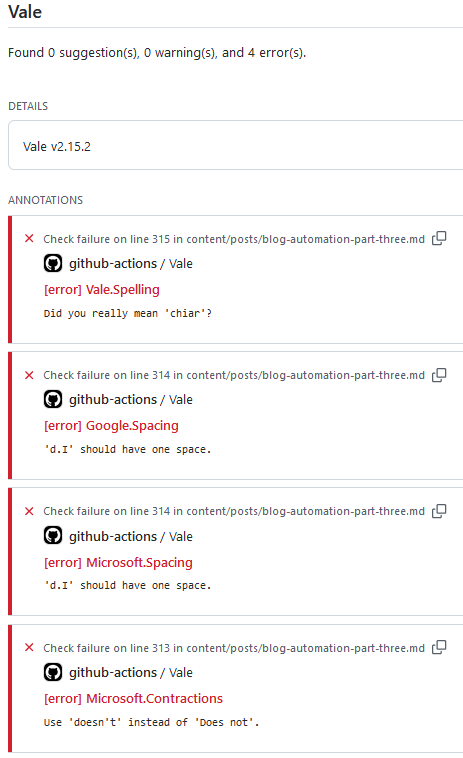 Vale
Found 0 suggestion(s), 0 warning(s), and 4 error(s).
DETAILS
Vale v2.15.2
ANNOTATIONS
Check failure on line 315 in content/posts/blog-automation-part-three.md
github-actions / Vale
[error] Vale.Spelling
Did you really mean 'chiar'?
Check failure on line 314 in content/posts/blog-automation-part-three.md
github-actions / Vale
[error] Google.Spacing
'd.I' should have one space.
Check failure on line 314 in content/posts/blog-automation-part-three.md
github-actions / Vale
[error] Microsoft.Spacing
'd.I' should have one space.
Check failure on line 313 in content/posts/blog-automation-part-three.md
github-actions / Vale
[error] Microsoft.Contractions
Use 'doesn't' instead of 'Does not'.